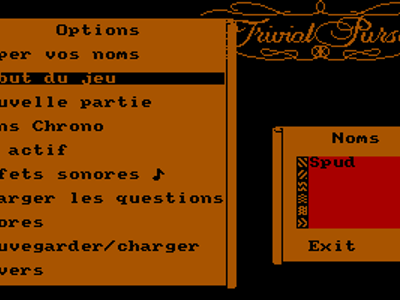 Options
Trivial Purs
per vos noms
but du jeu
uvelle partie
ns Chrono
actif
fets sonores ♪
arger les questions
ores
uvegarder/charger
vers
Noms
Spud
Exit